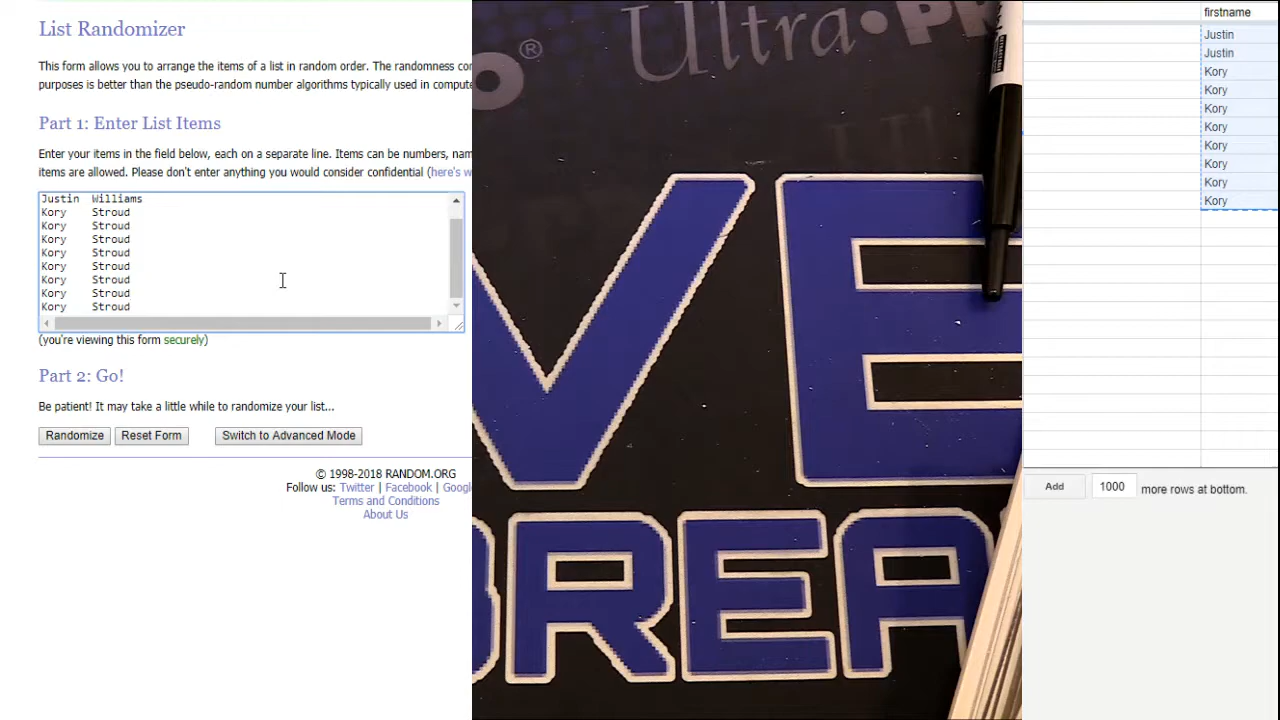 List Randomizer
This form allows you to arrange the items of a list in random order. The randomness co
purposes is better than the pseudo-random number algorithms typically used in compute
Part 1: Enter List Items
Enter your items in the field below, each on a separate line. Items can be numbers, nam
items are allowed. Please don't enter anything you would consider confidential (here's w
Justin Williams
Kory Stroud
Kory Stroud
Kory Stroud
Kory Stroud
Kory Stroud
Kory Stroud
Kory Stroud
Kory Stroud
(you're viewing this form securely)
Part 2: Go!
Be patient! It may take a little while to randomize your list...
Randomize Reset Form Switch to Advanced Mode
© 1998-2018 RANDOM.ORG
Follow us: Twitter | Facebook | Googl
Terms and Conditions
About Us
O®
Ultra•PR
VE
BREA
firstname
Justin
Justin
Kory
Kory
Kory
Kory
Kory
Kory
Kory
Kory
Add 1000 more rows at bottom.